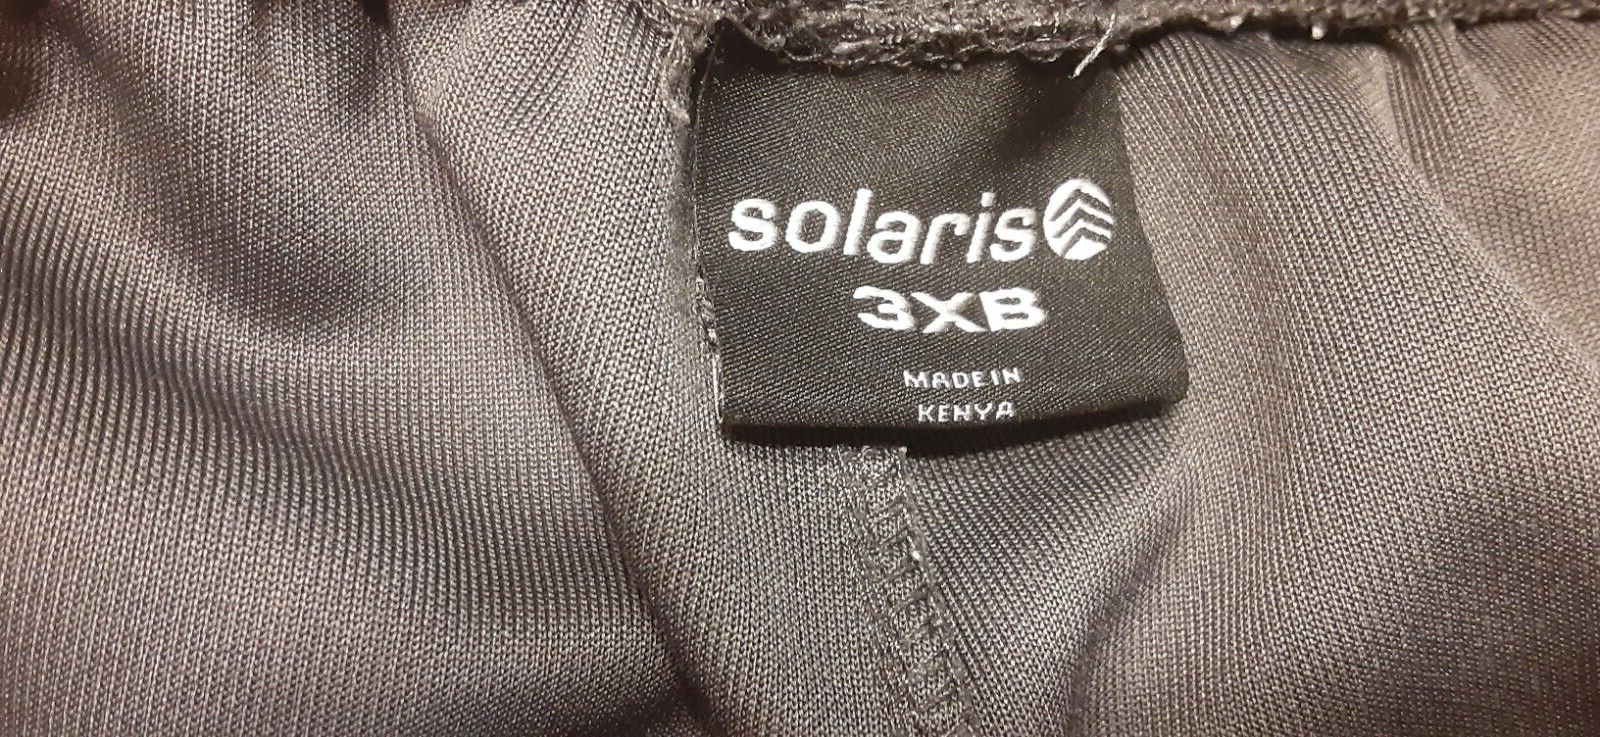 solaris
3XB
MADE IN
KENYA